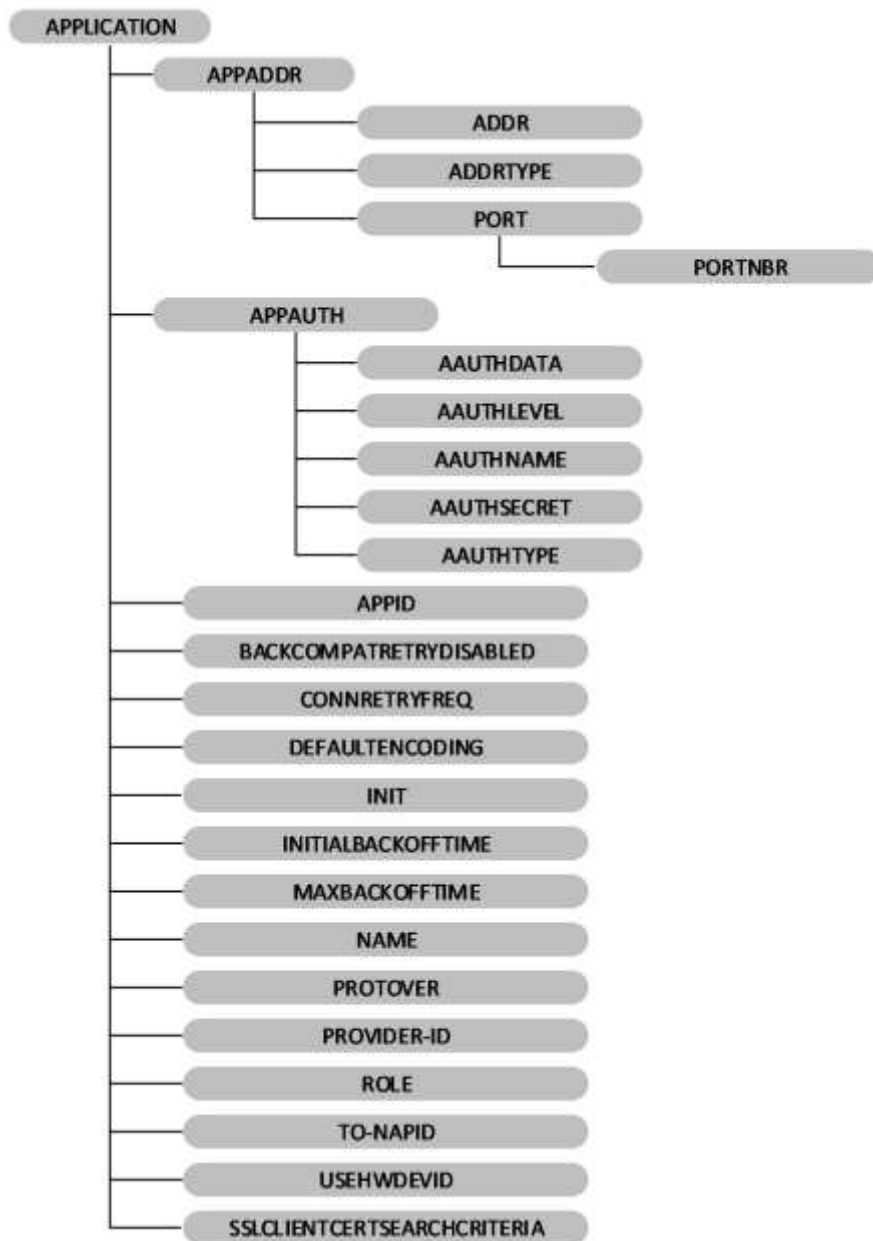 APPLICATION
APPADDR
ADDR
ADDRTYPE
PORT
PORTNBR
APPAUTH
AAUTHDATA
AAUTHLEVEL
AAUTHNAME
AAUTHSECRET
AAUTHTYPE
APPID
BACKCOMPATRETRYDISABLED
CONNRETRYFREQ
DEFAULTENCODING
INIT
INITIALBACKOFFTIME
MAXBACKOFFTIME
NAME
PROTOVER
PROVIDER-ID
ROLE
TO-NAPID
USEHWDEVID
SSLCLIENTCERTSEARCHCRITERIA